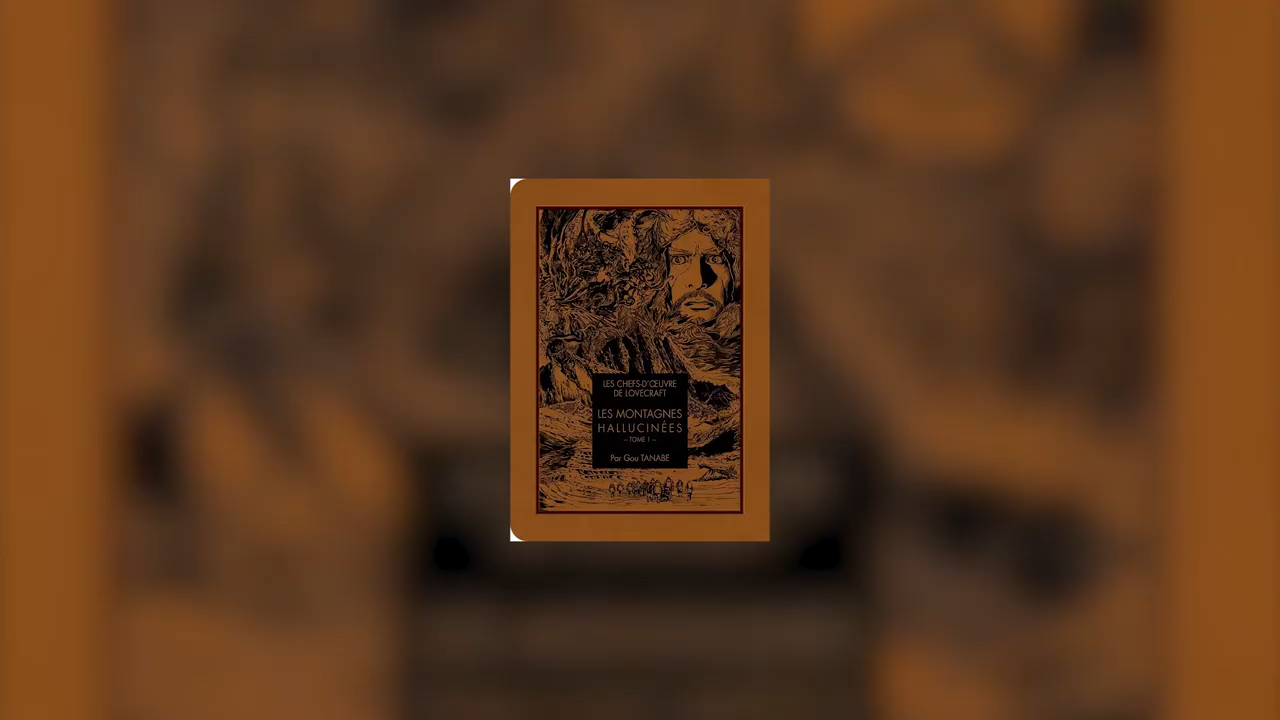 LES CHEFS-D'ŒUVRE
DE LOVECRAFT
LES MONTAGNES
HALLUCINÉES
– TOME 1 –
Par Gou TANABE